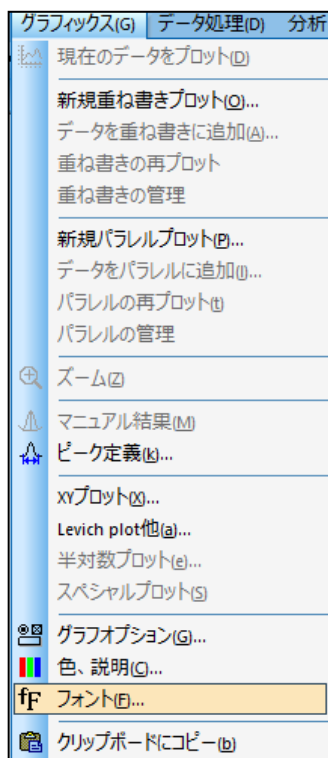 グラフィックス(G) データ処理(D) 分析
現在のデータをプロット(D)
新規重ね書きプロット(O)...
データを重ね書きに追加(A)...
重ね書きの再プロット
重ね書きの管理
新規パラレルプロット(P)...
データをパラレルに追加(I)...
パラレルの再プロット(t)
パラレルの管理
ズーム(Z)
マニュアル結果(M)
ピーク定義(k)...
XYプロット(X)...
Levich plot他(a)...
半対数プロット(e)...
スペシャルプロット(S)
グラフオプション(G)...
色、説明(C)...
fF フォント(F)...
クリップボードにコピー(b)